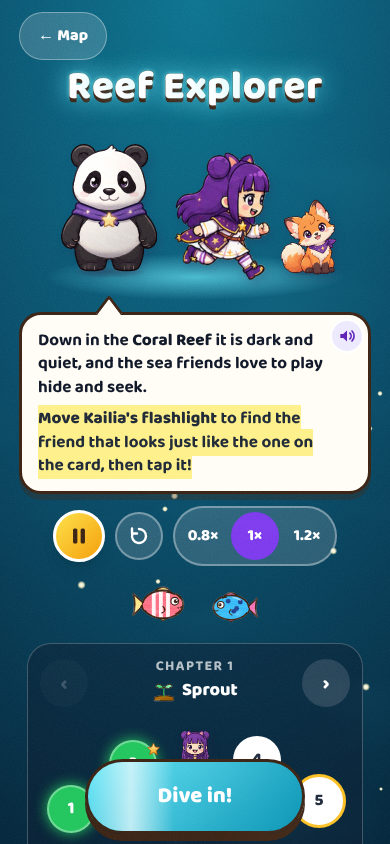 ← Map
Reef Explorer
Down in the Coral Reef it is dark and
quiet, and the sea friends love to play
hide and seek.
Move Kailia's flashlight to find the
friend that looks just like the one on
the card, then tap it!
0.8× 1× 1.2×
CHAPTER 1
‹ Sprout ›
1
5
Dive in!